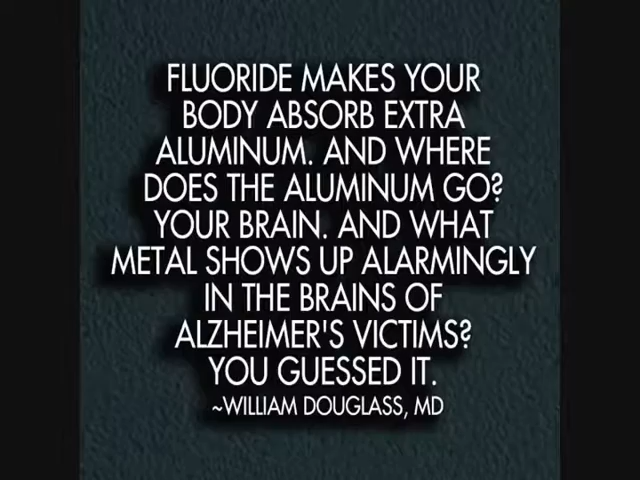 FLUORIDE MAKES YOUR
BODY ABSORB EXTRA
ALUMINUM. AND WHERE
DOES THE ALUMINUM GO?
YOUR BRAIN. AND WHAT
METAL SHOWS UP ALARMINGLY
IN THE BRAINS OF
ALZHEIMER'S VICTIMS?
YOU GUESSED IT.
~WILLIAM DOUGLASS, MD